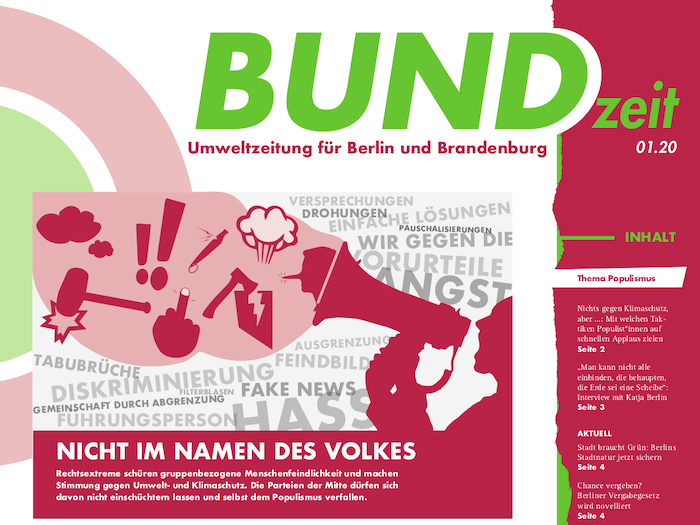 BUND
zeit
Umweltzeitung für Berlin und Brandenburg
01.20
VERSPRECHUNGEN
DROHUNGEN
EINFACHE LÖSUNGEN
PAUSCHALISIERUNGEN
WIR GEGEN DIE
VORURTEILE
ANGST
AUSGRENZUNG
FEINDBILD
TABUBRÜCHE
DISKRIMINIERUNG
FILTERBLASEN
FAKE NEWS
GEMEINSCHAFT DURCH ABGRENZUNG
FÜHRUNGSPERSON
HASS
NICHT IM NAMEN DES VOLKES
Rechtsextreme schüren gruppenbezogene Menschenfeindlichkeit und machen
Stimmung gegen Umwelt- und Klimaschutz. Die Parteien der Mitte dürfen sich
davon nicht einschüchtern lassen und selbst dem Populismus verfallen.
INHALT
Thema Populismus
Nichts gegen Klimaschutz,
aber ...: Mit welchen Tak-
tiken Populist*innen auf
schnellen Applaus zielen
Seite 2
„Man kann nicht alle
einbinden, die behaupten,
die Erde sei eine Scheibe“:
Interview mit Katja Berlin
Seite 3
AKTUELL
Stadt braucht Grün: Berlins
Stadtnatur jetzt sichern
Seite 4
Chance vergeben?
Berliner Vergabegesetz
wird novelliert
Seite 4